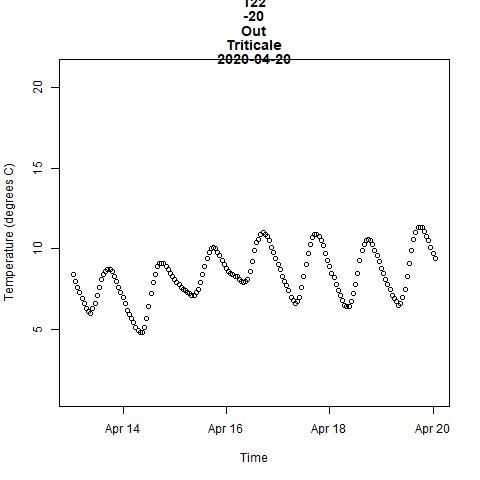 122
-20
Out
Triticale
2020-04-20
Temperature (degrees C)
20
15
10
5
Apr 14
Apr 16
Apr 18
Apr 20
Time